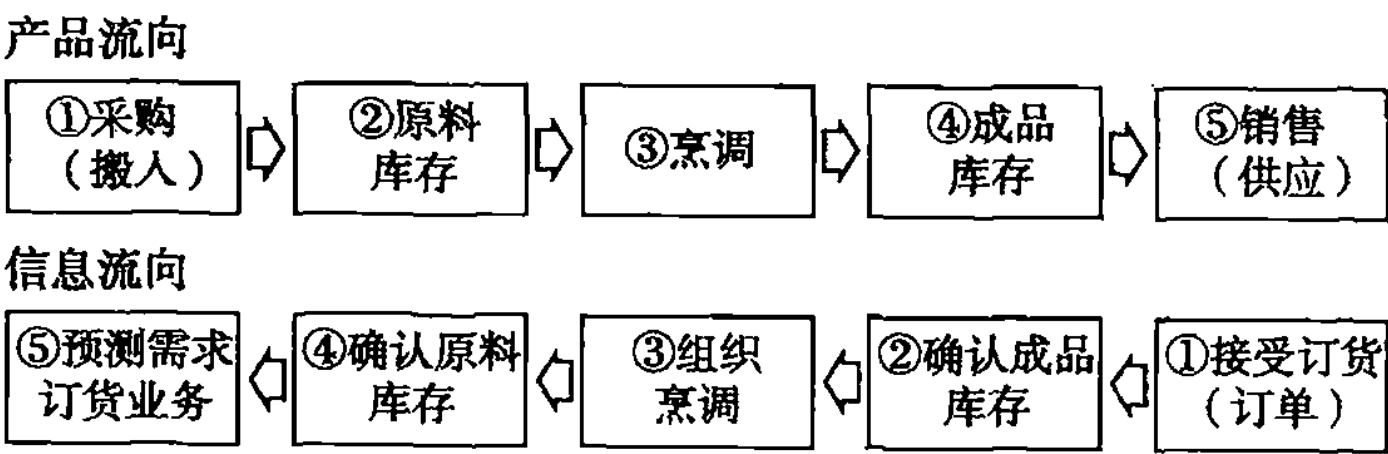 产品流向
①采购
（搬人）
②原料
库存
③烹调
④成品
库存
⑤销售
（供应）
信息流向
⑤预测需求
订货业务
④确认原料
库存
③组织
烹调
②确认成品
库存
①接受订货
（订单）